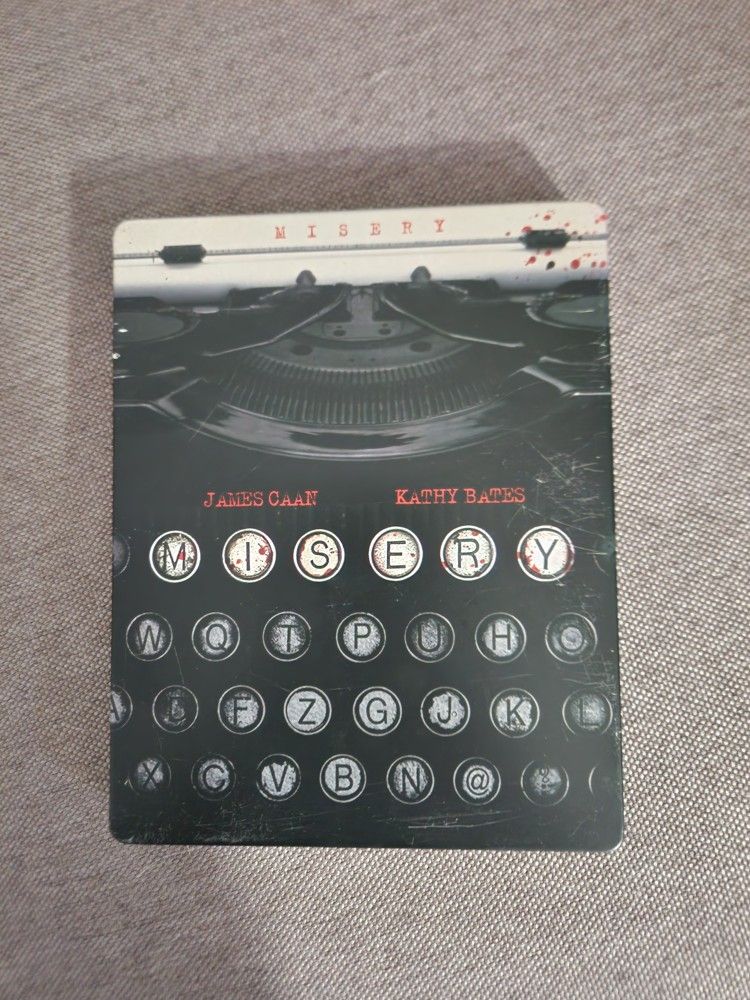 MISERY
JAMES CAAN KATHY BATES
MISERY
W Q T P U H
F Z G J K L
X C V B N @